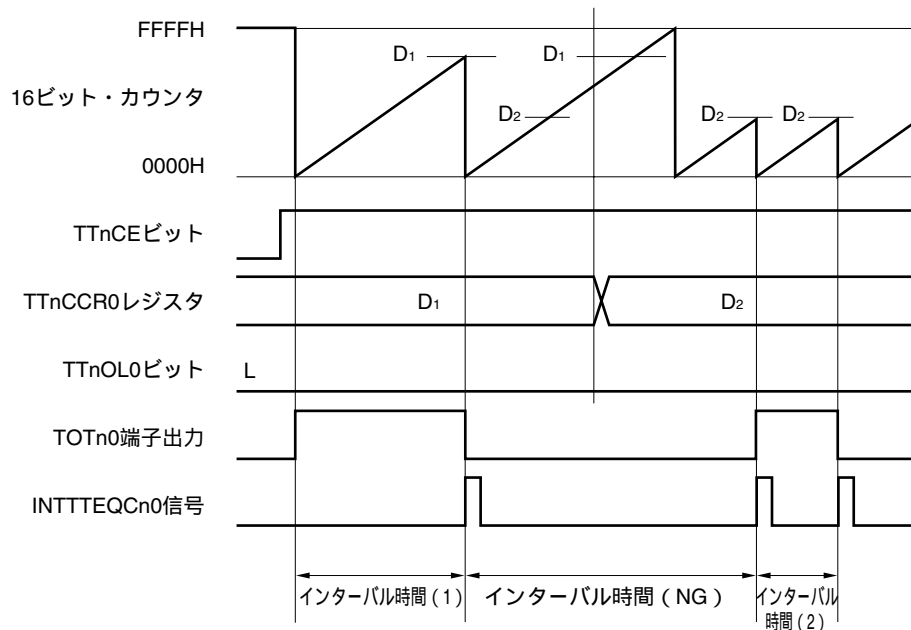 FFFFH
D1 D1
16ビット・カウンタ
D2 D2 D2
0000H
TTnCEビット
TTnCCR0レジスタ D1 D2
TTnOL0ビット L
TOTn0端子出力
INTTTEQCn0信号
インターバル時間(1) インターバル時間(NG) インターバル
時間(2)